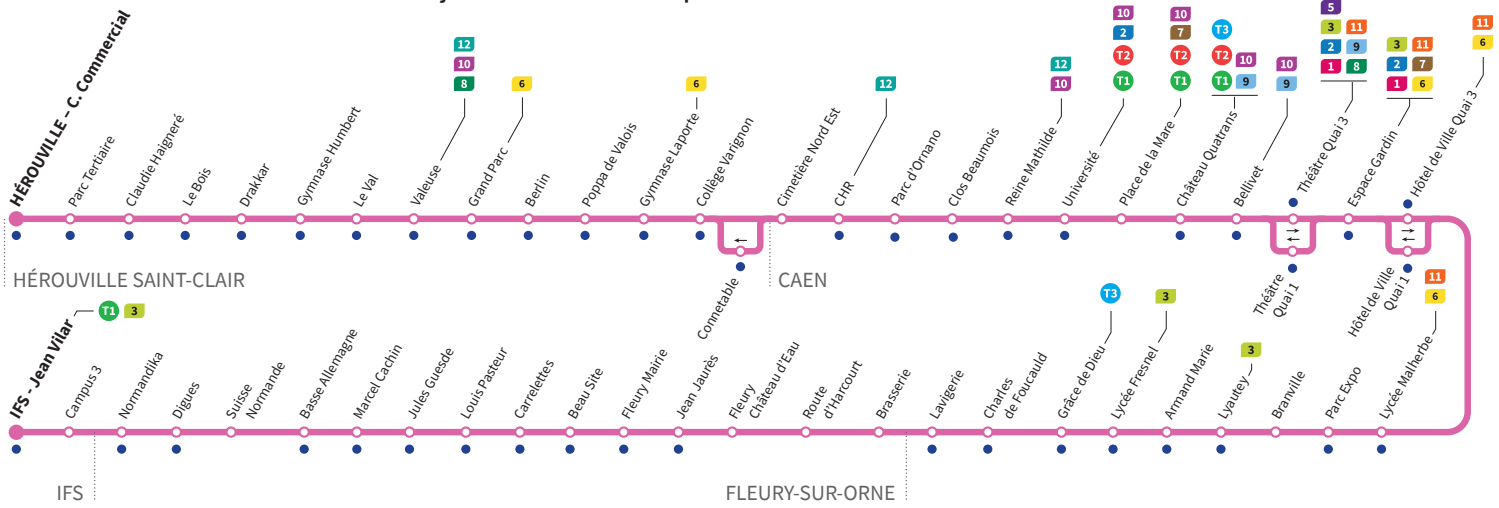 12
10
8
6
6
12
12
10
10
2
T2
T1
10
7
T2
T1
T3
T2
10
T1
9
10
9
5
3
11
2
9
1
8
3
11
2
7
1
6
11
6
HÉROUVILLE – C. Commercial
Parc Tertiaire
Claudie Haigneré
Le Bois
Drakkar
Gymnase Humbert
Le Val
Valeuse
Grand Parc
Berlin
Poppa de Valois
Gymnase Laporte
Collège Varignon
Cimetière Nord Est
CHR
Parc d'Ornano
Clos Beaumois
Reine Mathilde
Université
Place de la Mare
Château Quatrans
Bellivet
Théâtre Quai 3
Espace Gardin
Hôtel de Ville Quai 3
HÉROUVILLE SAINT-CLAIR
Connetable
CAEN
Théâtre
Quai 1
Hôtel de Ville
Quai 1
11
6
T1
3
T3
3
3
IFS - Jean Vilar
Campus 3
Normandika
Digues
Suisse
Normande
Basse Allemagne
Marcel Cachin
Jules Guesde
Louis Pasteur
Carrelettes
Beau Site
Fleury Mairie
Jean Jaurès
Fleury
Château d'Eau
Route
d'Harcourt
Brasserie
Lavigerie
Charles
de Foucauld
Grâce de Dieu
Lycée Fresnel
Armand Marie
Lyautey
Branville
Parc Expo
Lycée Malherbe
IFS
FLEURY-SUR-ORNE